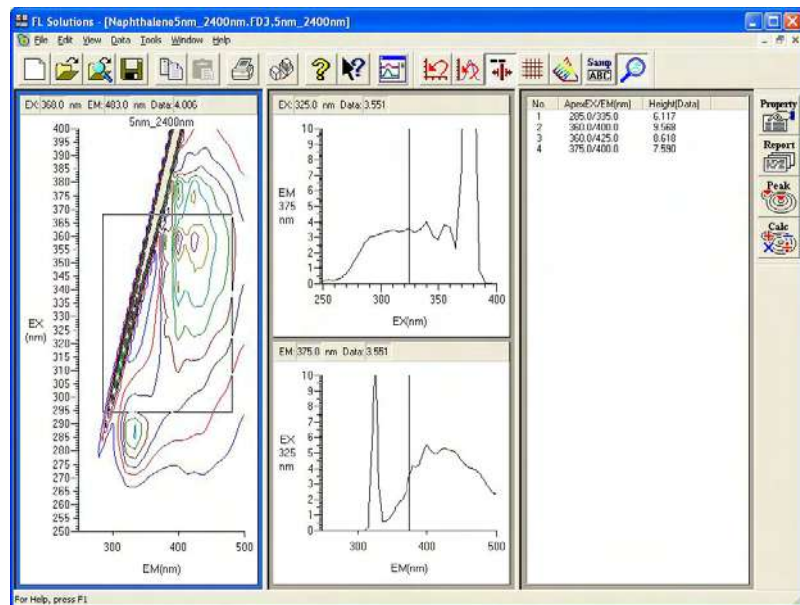 FL Solutions - [Naphthalene5nm_2400nm.FD3,5nm_2400nm]
File Edit View Data Tools Window Help
Samp
ABC
EX: 368.0 nm EM: 483.0 nm Data: 4.006
5nm_2400nm
400
395
390
385
380
375
370
365
360
355
350
345
340
335
330
325
320
315
310
305
300
295
290
285
280
275
270
265
260
255
250
EX
(nm)
300 400 500
EM(nm)
EX: 325.0 nm Data: 3.551
10
9
8
7
6
5
4
3
2
1
0
EM
375
nm
250 300 350 400
EX(nm)
EM: 375.0 nm Data: 3.551
10
9
8
7
6
5
4
3
2
1
0
EX
325
nm
300 400 500
EM(nm)
No. ApexEX/EM(nm) Height(Data)
1 285.0/335.0 6.117
2 360.0/400.0 9.568
3 360.0/425.0 8.618
4 375.0/400.0 7.590
Property
Report
Peak
Calc
For Help, press F1